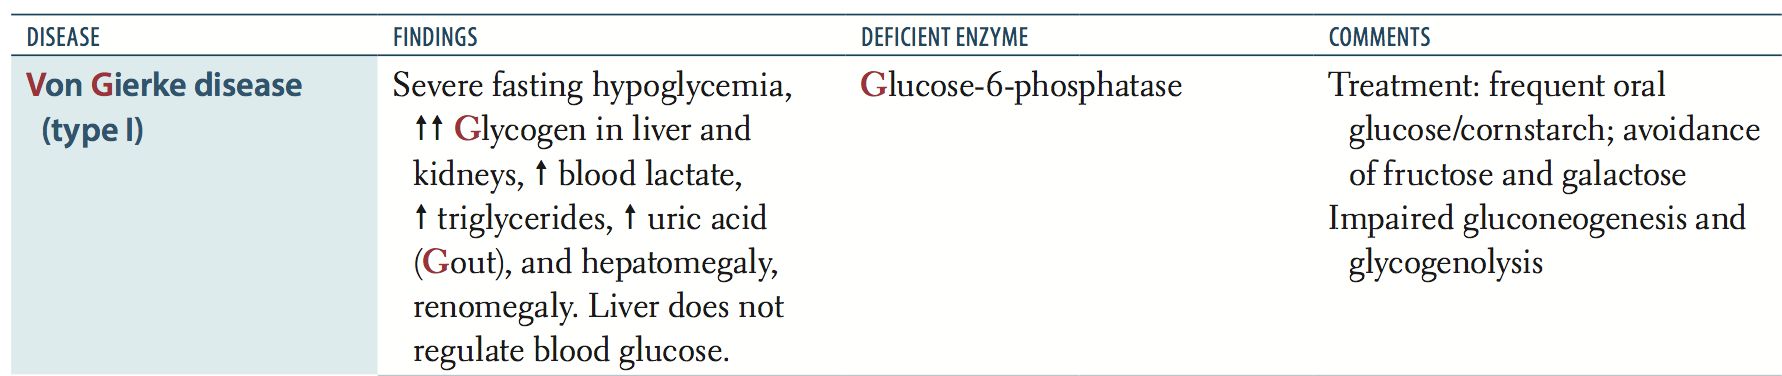 DISEASE FINDINGS DEFICIENT ENZYME COMMENTS
Von Gierke disease
(type I)
Severe fasting hypoglycemia,
↑↑ Glycogen in liver and
kidneys, ↑ blood lactate,
↑ triglycerides, ↑ uric acid
(Gout), and hepatomegaly,
renomegaly. Liver does not
regulate blood glucose.
Glucose-6-phosphatase
Treatment: frequent oral
glucose/cornstarch; avoidance
of fructose and galactose
Impaired gluconeogenesis and
glycogenolysis